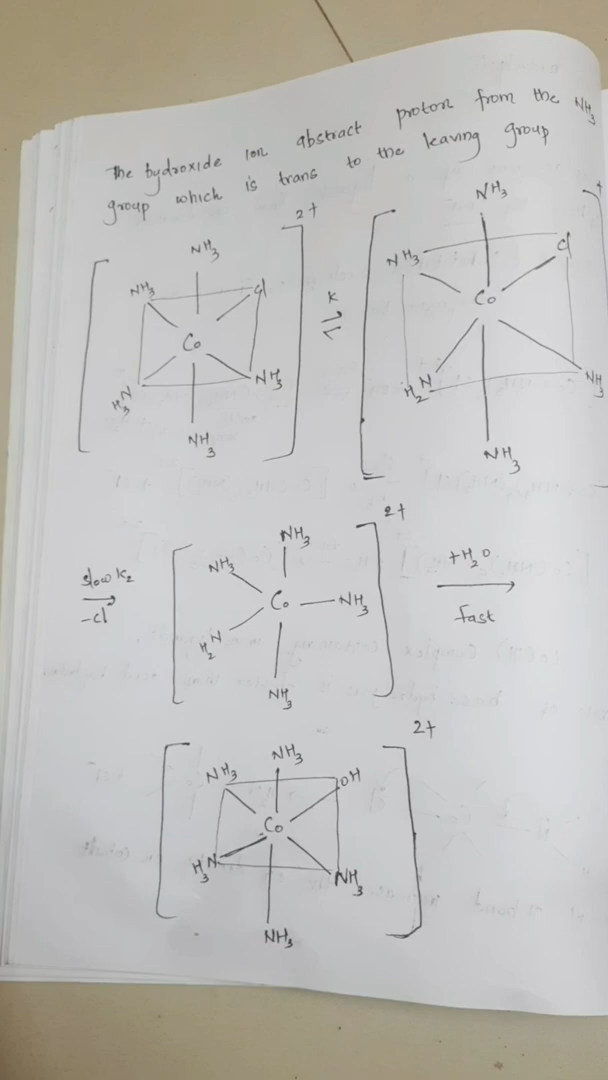 The hydroxide ion abstract proton from the NH3
group which is trans to the leaving group
2+
NH3
NH3
Cl
Co
H3N
NH3
NH3
K
⇌
+
NH3
NH3
Cl
Co
H2N
NH3
NH3
slow k2
-Cl
2+
NH3
NH3
Co
NH3
H2N
NH3
+H2O
fast
2+
NH3
NH3
OH
Co
H3N
NH3
NH3